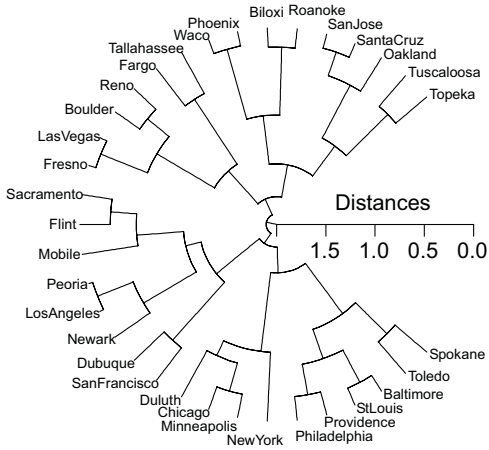 Biloxi
Roanoke
Phoenix
SanJose
Waco
SantaCruz
Tallahassee
Oakland
Fargo
Tuscaloosa
Reno
Topeka
Boulder
LasVegas
Fresno
Sacramento
Distances
Flint
1.5 1.0 0.5 0.0
Mobile
Peoria
LosAngeles
Newark
Spokane
Dubuque
Toledo
SanFrancisco
Baltimore
Duluth
StLouis
Chicago
Providence
Minneapolis
Philadelphia
NewYork